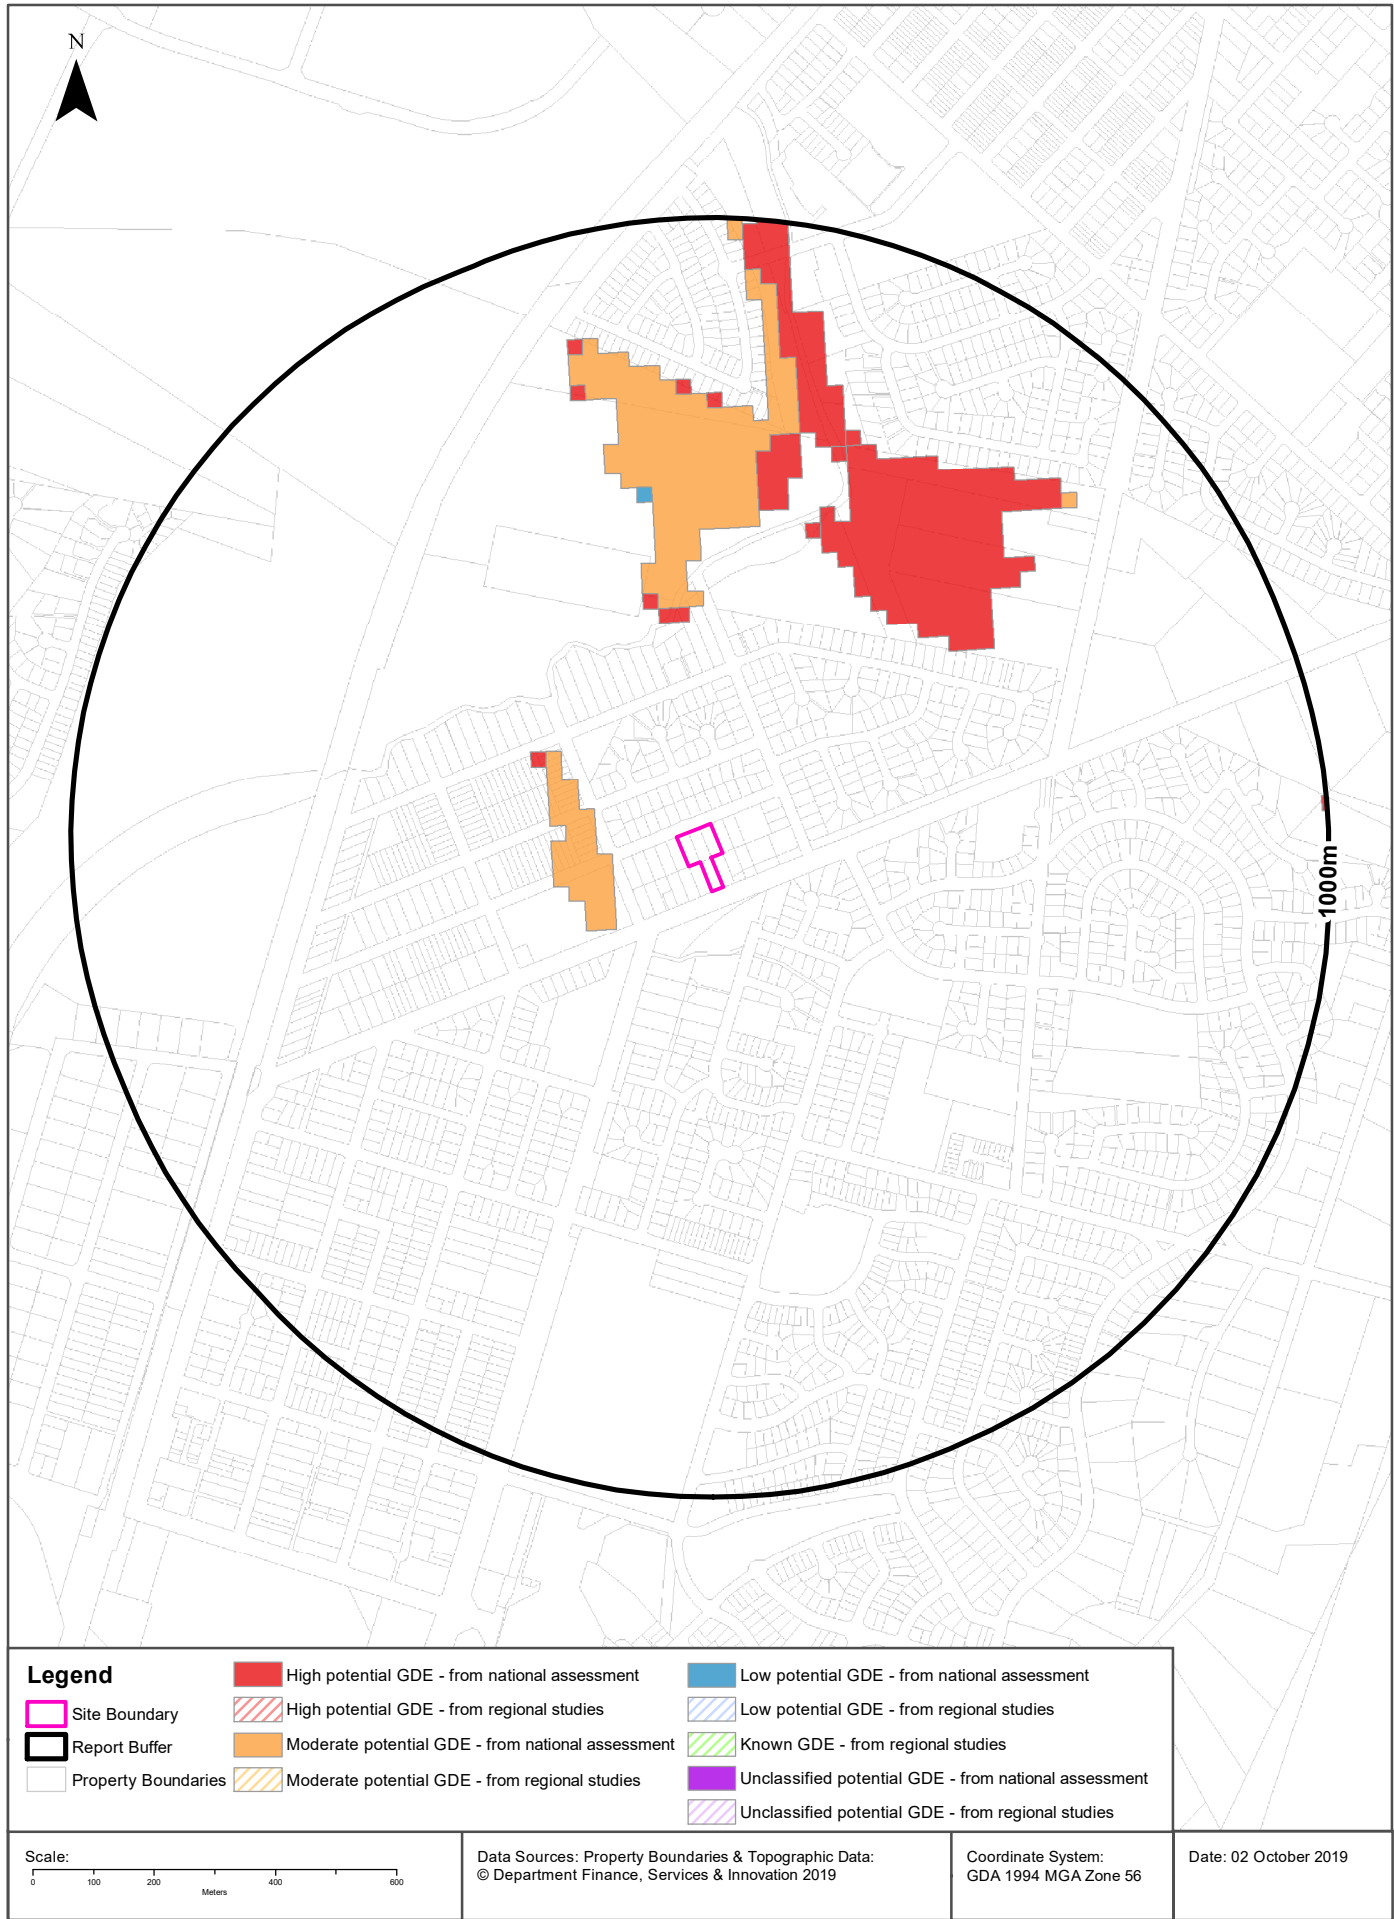 N
1000m
Legend
Site Boundary
Report Buffer
Property Boundaries
High potential GDE - from national assessment
High potential GDE - from regional studies
Moderate potential GDE - from national assessment
Moderate potential GDE - from regional studies
Low potential GDE - from national assessment
Low potential GDE - from regional studies
Known GDE - from regional studies
Unclassified potential GDE - from national assessment
Unclassified potential GDE - from regional studies
Scale:
0 100 200 400 600
Meters
Data Sources: Property Boundaries & Topographic Data:
© Department Finance, Services & Innovation 2019
Coordinate System:
GDA 1994 MGA Zone 56
Date: 02 October 2019